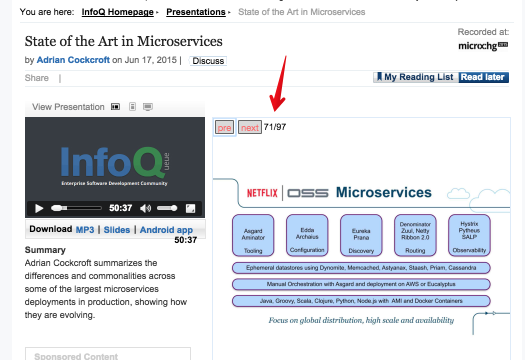 You are here: InfoQ Homepage Presentations State of the Art in Microservices
State of the Art in Microservices
Recorded at:
microxchg 2015
by Adrian Cockcroft on Jun 17, 2015 | Discuss
Share |
My Reading List Read later
View Presentation
pre next 71/97
InfoQ
Enterprise Software Development Community
50:37
Download MP3 | Slides | Android app
50:37
Summary
Adrian Cockcroft summarizes the
differences and commonalities across
some of the largest microservices
deployments in production, showing how
they are evolving.
Sponsored Content
NETFLIX OSS Microservices
Asgard
Aminator
Tooling
Edda
Archaius
Configuration
Eureka
Prana
Discovery
Denominator
Zuul, Netty
Ribbon 2.0
Routing
Hystrix
Pytheus
SALP
Observability
Ephemeral datastores using Dynomite, Memcached, Astyanax, Staash, Priam, Cassandra
Manual Orchestration with Asgard and deployment on AWS or Eucalyptus
Java, Groovy, Scala, Clojure, Python, Node.js with AMI and Docker Containers
Focus on global distribution, high scale and availability